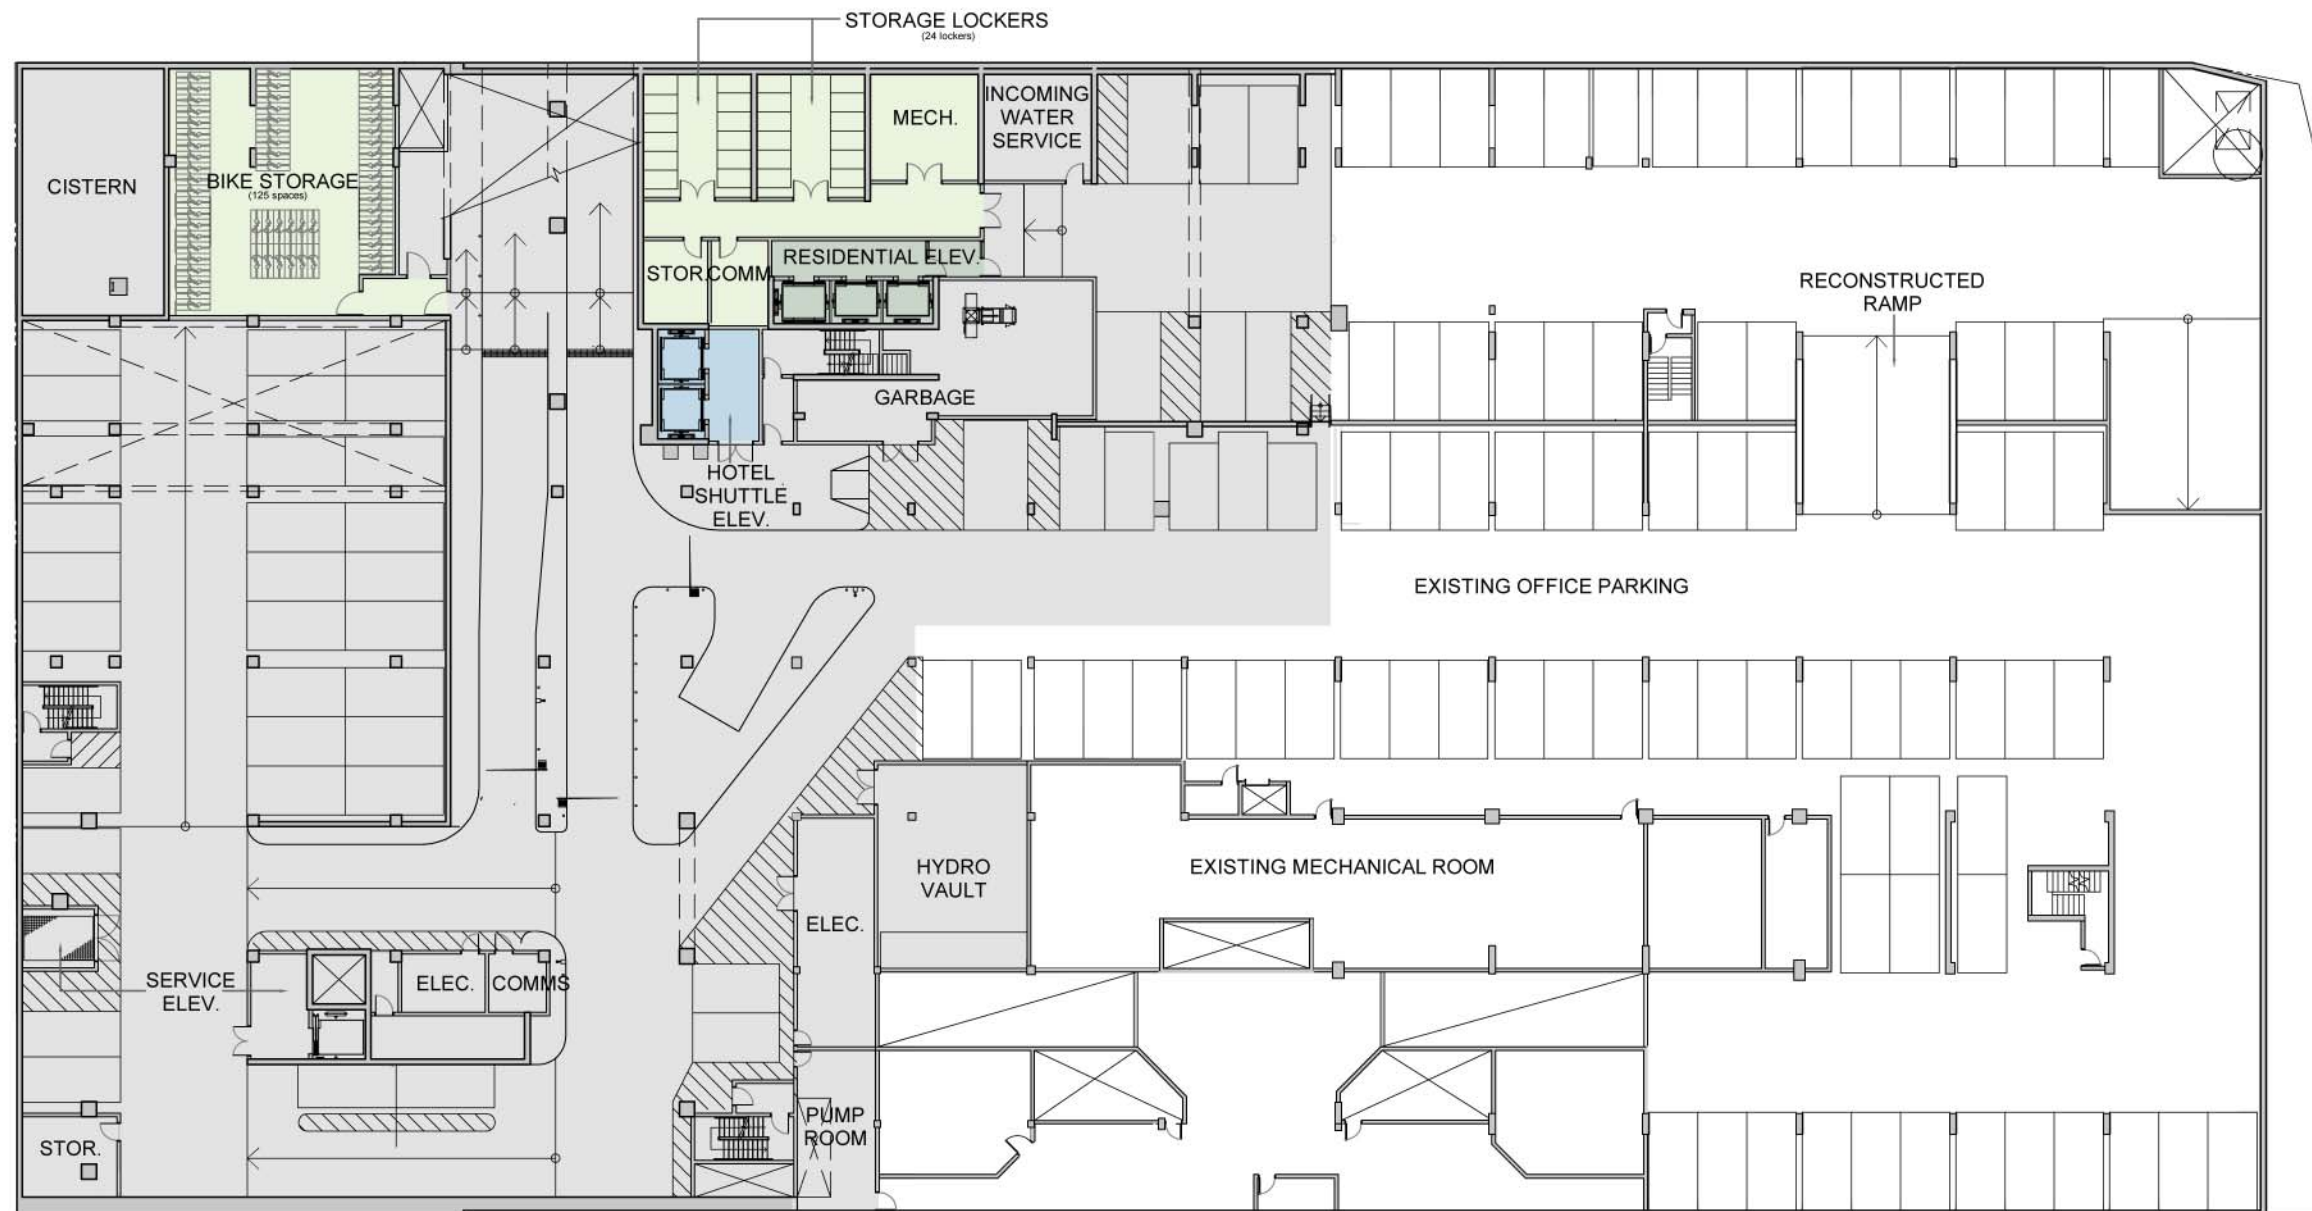 STORAGE LOCKERS
(24 lockers)
CISTERN
BIKE STORAGE
(125 spaces)
MECH.
INCOMING
WATER
SERVICE
STOR.
COMM
RESIDENTIAL ELEV.
RECONSTRUCTED
RAMP
GARBAGE
HOTEL
SHUTTLE
ELEV.
EXISTING OFFICE PARKING
HYDRO
VAULT
EXISTING MECHANICAL ROOM
ELEC.
SERVICE
ELEV.
ELEC.
COMMS
PUMP
ROOM
STOR.